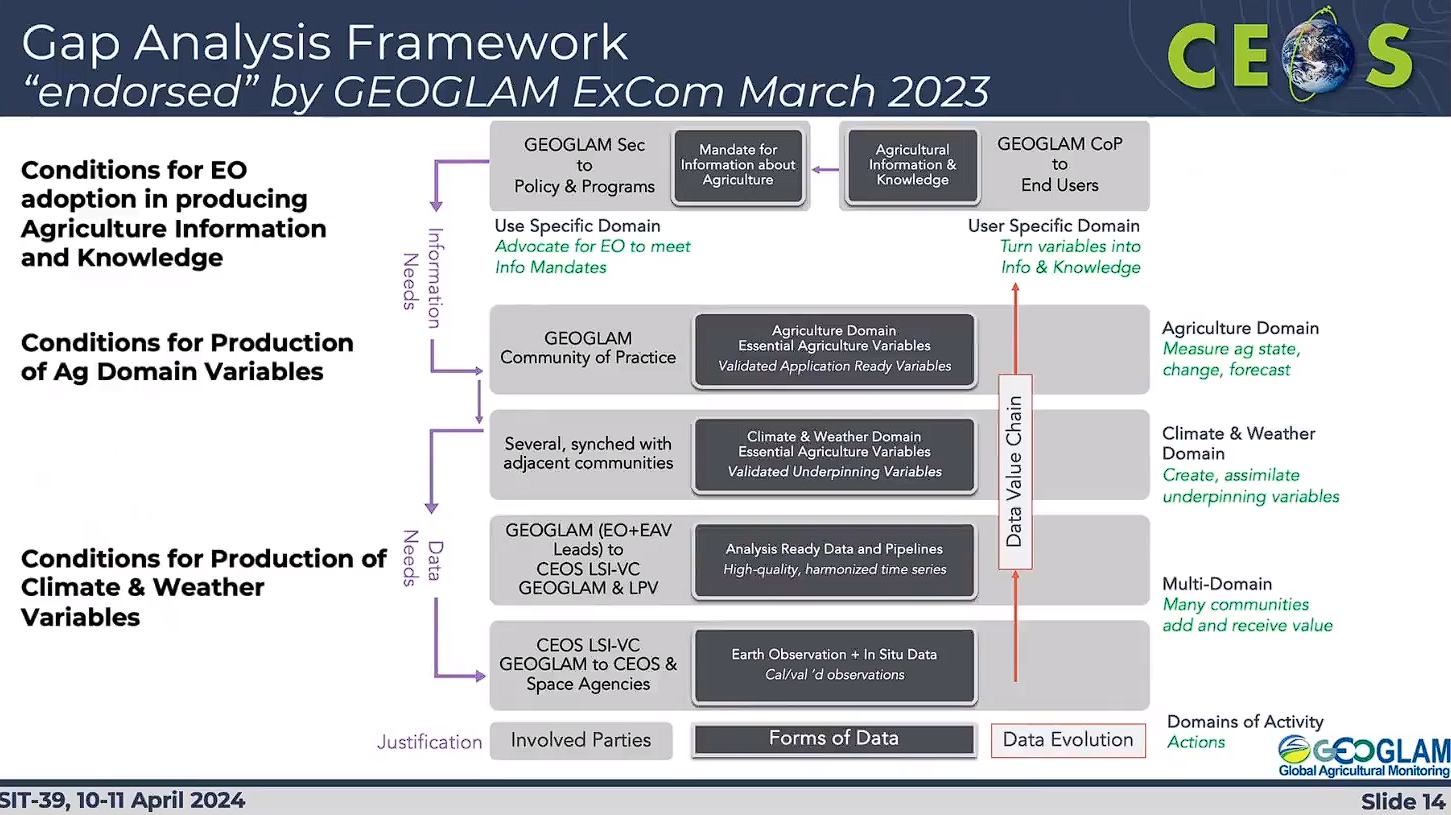 Gap Analysis Framework
“endorsed” by GEOGLAM ExCom March 2023
CEOS
Conditions for EO
adoption in producing
Agriculture Information
and Knowledge
Conditions for Production
of Ag Domain Variables
Conditions for Production of
Climate & Weather
Variables
GEOGLAM Sec
to
Policy & Programs
Mandate for
Information about
Agriculture
Agricultural
Information &
Knowledge
GEOGLAM CoP
to
End Users
Use Specific Domain
Advocate for EO to meet
Info Mandates
User Specific Domain
Turn variables into
Info & Knowledge
Information
Needs
GEOGLAM
Community of Practice
Agriculture Domain
Essential Agriculture Variables
Validated Application Ready Variables
Agriculture Domain
Measure ag state,
change, forecast
Several, synched with
adjacent communities
Climate & Weather Domain
Essential Agriculture Variables
Validated Underpinning Variables
Data Value Chain
Climate & Weather
Domain
Create, assimilate
underpinning variables
Data
Needs
GEOGLAM (EO+EAV
Leads) to
CEOS LSI-VC
GEOGLAM & LPV
Analysis Ready Data and Pipelines
High-quality, harmonized time series
Multi-Domain
Many communities
add and receive value
CEOS LSI-VC
GEOGLAM to CEOS &
Space Agencies
Earth Observation + In Situ Data
Cal/val ’d observations
Justification
Involved Parties
Forms of Data
Data Evolution
Domains of Activity
Actions
GEOGLAM
Global Agricultural Monitoring
SIT-39, 10-11 April 2024
Slide 14